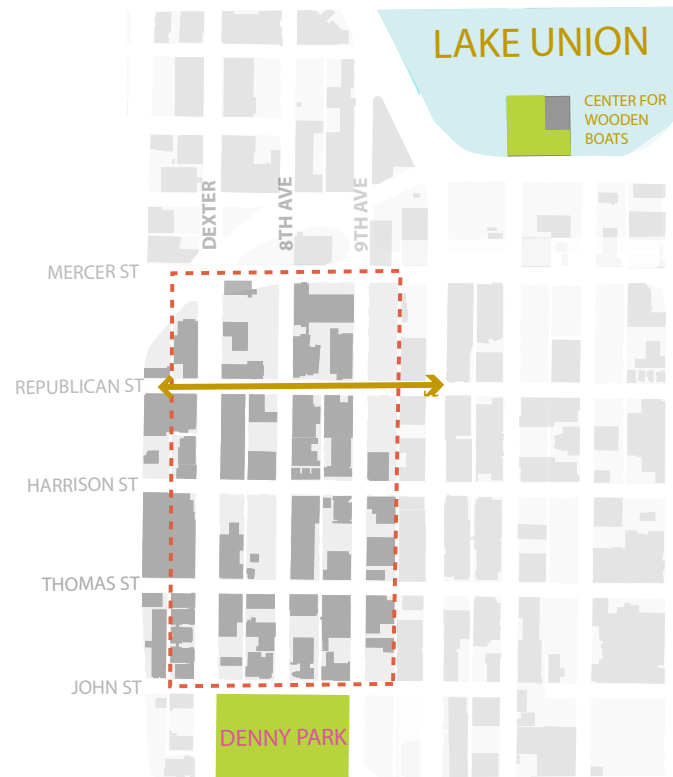 LAKE UNION
CENTER FOR
WOODEN
BOATS
DEXTER
8TH AVE
9TH AVE
MERCER ST
REPUBLICAN ST
HARRISON ST
THOMAS ST
JOHN ST
DENNY PARK